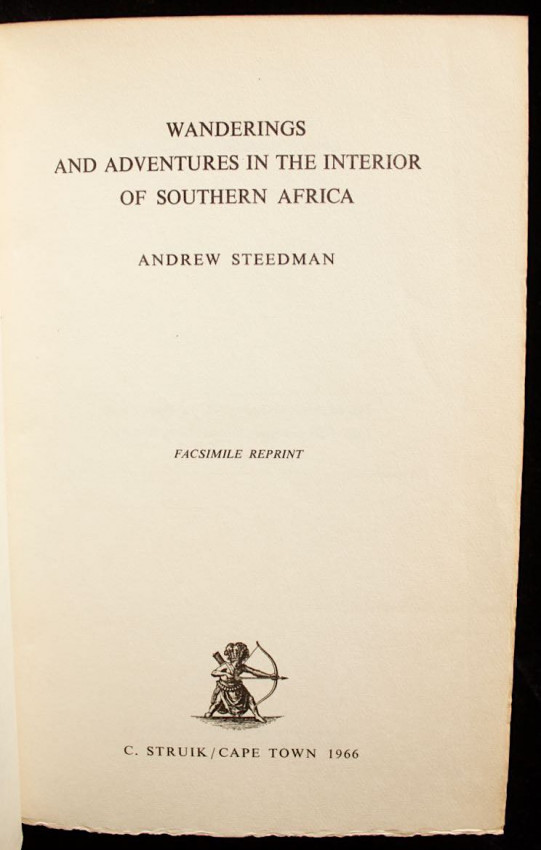 WANDERINGS
AND ADVENTURES IN THE INTERIOR
OF SOUTHERN AFRICA
ANDREW STEEDMAN
FACSIMILE REPRINT
C. STRUIK/CAPE TOWN 1966